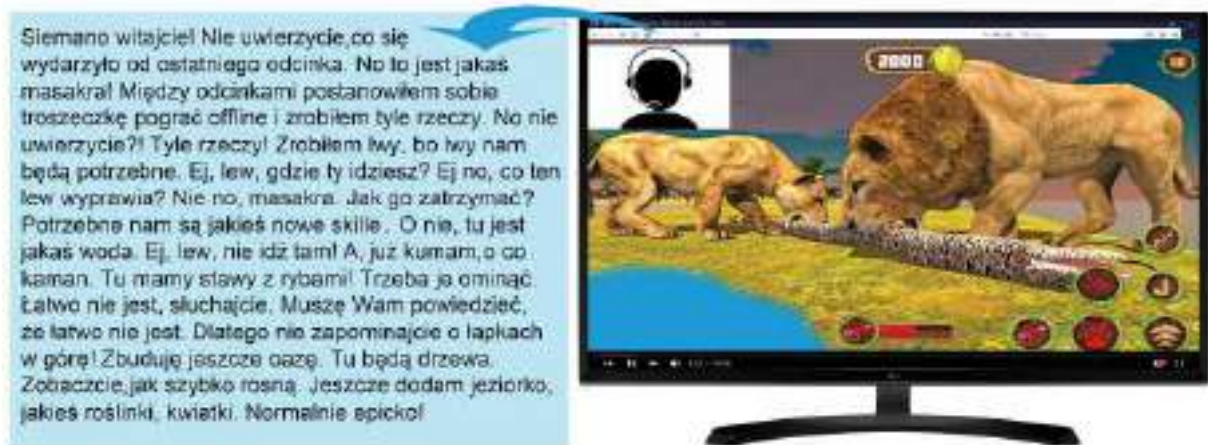 Siemano witajcie! Nie uwierzycie,co się
wydarzyło od ostatniego odcinka. No to jest jakaś
masakra! Między odcinkami postanowiłem sobie
troszeczkę pograć offline i zrobiłem tyle rzeczy. No nie
uwierzycie?! Tyle rzeczy! Zrobiłem lwy, bo lwy nam
będą potrzebne. Ej, lew, gdzie ty idziesz? Ej no, co ten
lew wyprawia? Nie no, masakra. Jak go zatrzymać?
Potrzebne nam są jakieś nowe skille. O nie, tu jest
jakaś woda. Ej, lew, nie idź tam! A, już kumam,o co
kaman. Tu mamy stawy z rybami! Trzeba je ominąć.
Łatwo nie jest, słuchajcie. Muszę Wam powiedzieć,
że łatwo nie jest. Dlatego nie zapominajcie o łapkach
w górę! Zbuduję jeszcze oazę. Tu będą drzewa.
Zobaczcie,jak szybko rosną. Jeszcze dodam jeziorko,
jakieś roślinki, kwiatki. Normalnie epicko!
2000